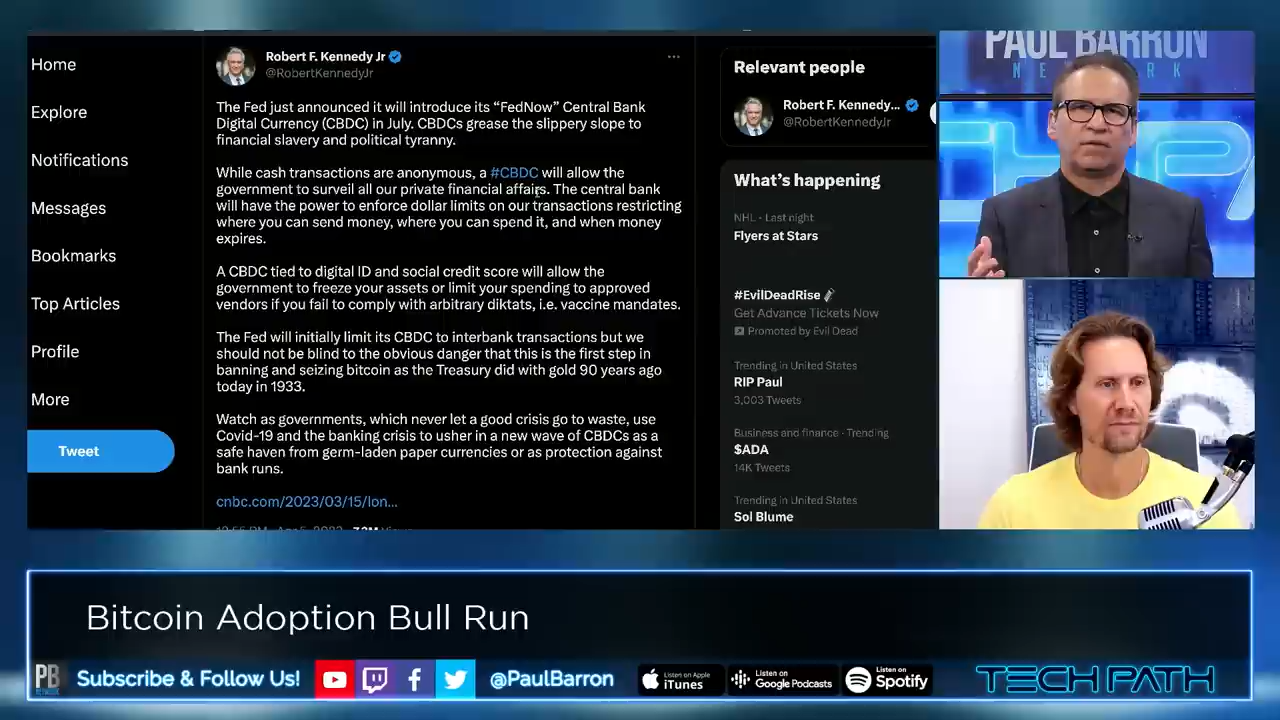 Home
Explore
Notifications
Messages
Bookmarks
Top Articles
Profile
More
Tweet
Robert F. Kennedy Jr
@RobertKennedyJr
The Fed just announced it will introduce its “FedNow” Central Bank
Digital Currency (CBDC) in July. CBDCs grease the slippery slope to
financial slavery and political tyranny.
While cash transactions are anonymous, a #CBDC will allow the
government to surveil all our private financial affairs. The central bank
will have the power to enforce dollar limits on our transactions restricting
where you can send money, where you can spend it, and when money
expires.
A CBDC tied to digital ID and social credit score will allow the
government to freeze your assets or limit your spending to approved
vendors if you fail to comply with arbitrary diktats, i.e. vaccine mandates.
The Fed will initially limit its CBDC to interbank transactions but we
should not be blind to the obvious danger that this is the first step in
banning and seizing bitcoin as the Treasury did with gold 90 years ago
today in 1933.
Watch as governments, which never let a good crisis go to waste, use
Covid-19 and the banking crisis to usher in a new wave of CBDCs as a
safe haven from germ-laden paper currencies or as protection against
bank runs.
cnbc.com/2023/03/15/lon...
Relevant people
Robert F. Kennedy...
@RobertKennedyJr
What's happening
NHL · Last night
Flyers at Stars
#EvilDeadRise
Get Advance Tickets Now
Promoted by Evil Dead
Trending in United States
RIP Paul
3,003 Tweets
Business and finance · Trending
$ADA
14K Tweets
Trending in United States
Sol Blume
PAUL BARRON
Bitcoin Adoption Bull Run
PB
NETWORK
Subscribe & Follow Us!
@PaulBarron
Listen on Apple
iTunes
Listen on
Google Podcasts
Listen on
Spotify
TECH PATH